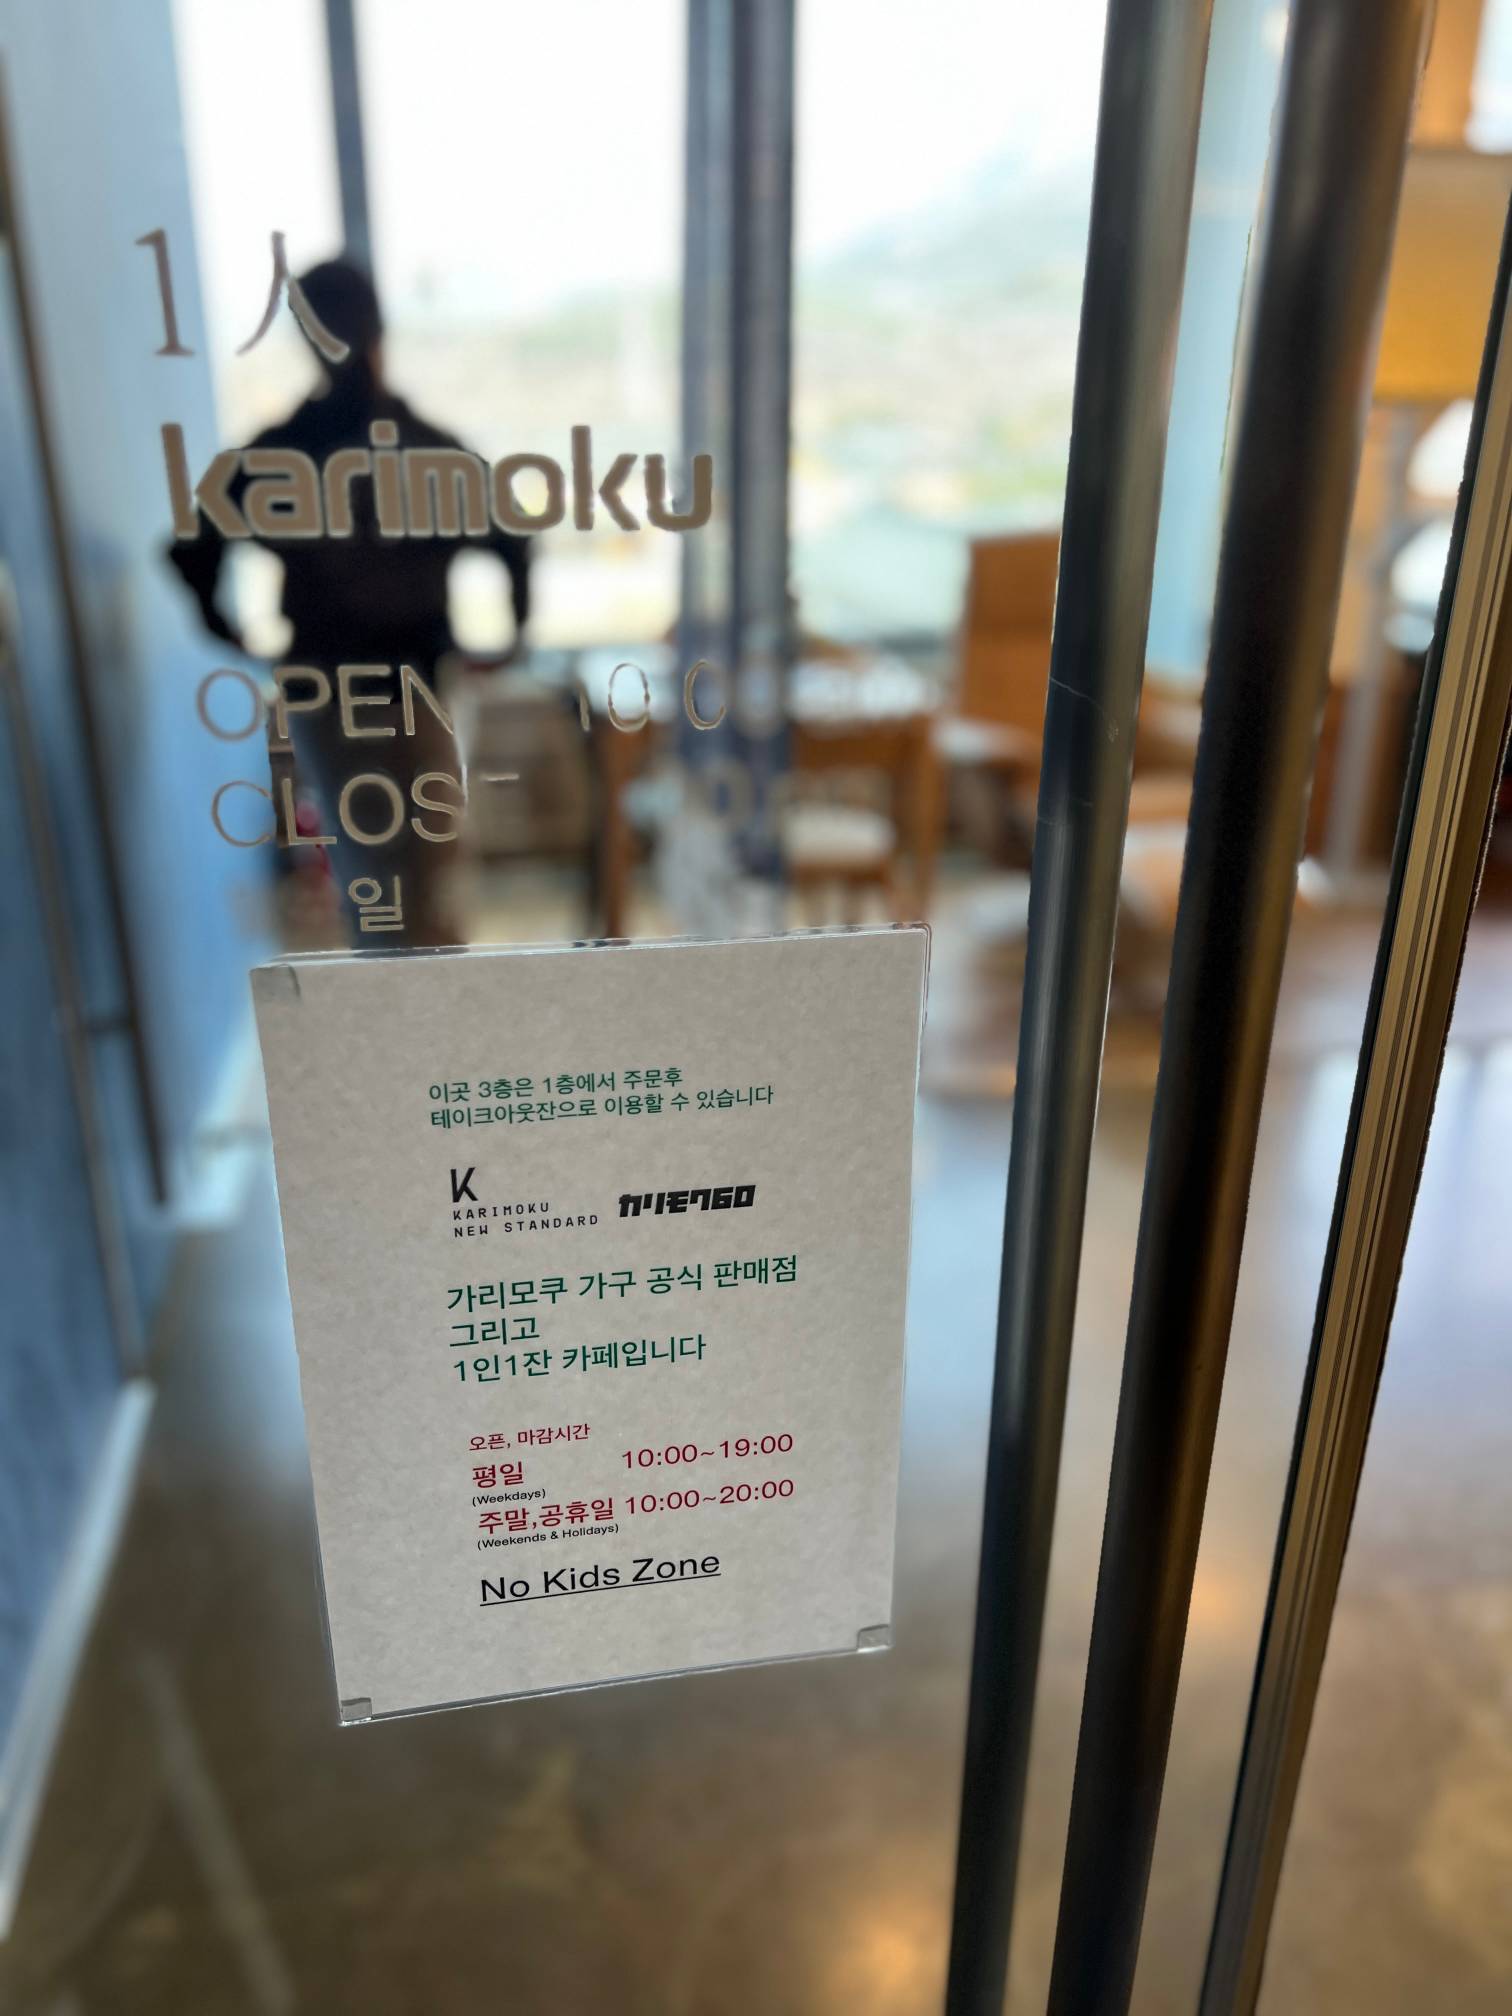 1人
karimoku
OPEN 10
CLOSE
일
이곳 3층은 1층에서 주문후
테이크아웃잔으로 이용할 수 있습니다
K
KARIMOKU
NEW STANDARD
カリモク60
가리모쿠 가구 공식 판매점
그리고
1인1잔 카페입니다
오픈, 마감시간
평일 10:00~19:00
(Weekdays)
주말,공휴일 10:00~20:00
(Weekends & Holidays)
No Kids Zone